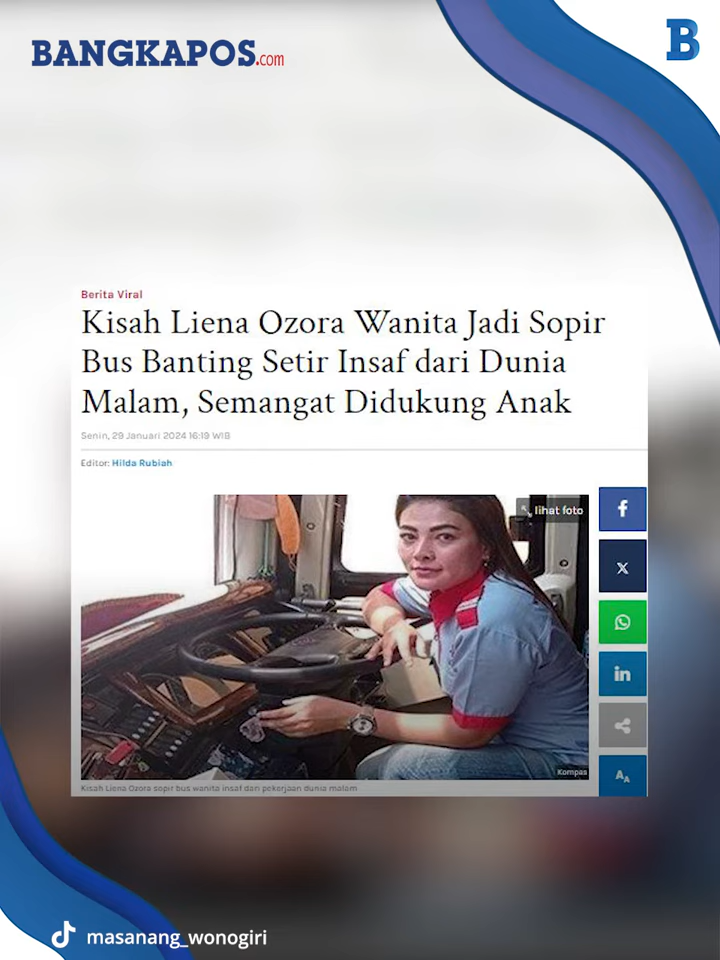 BANGKAPOS.com
B
Berita Viral
Kisah Liena Ozora Wanita Jadi Sopir
Bus Banting Setir Insaf dari Dunia
Malam, Semangat Didukung Anak
Senin, 29 Januari 2024 16:19 WIB
Editor: Hilda Rubiah
lihat foto
f
X
in
Kompas
AA
Kisah Liena Ozora sopir bus wanita insaf dari pekerjaan dunia malam
masanang_wonogiri